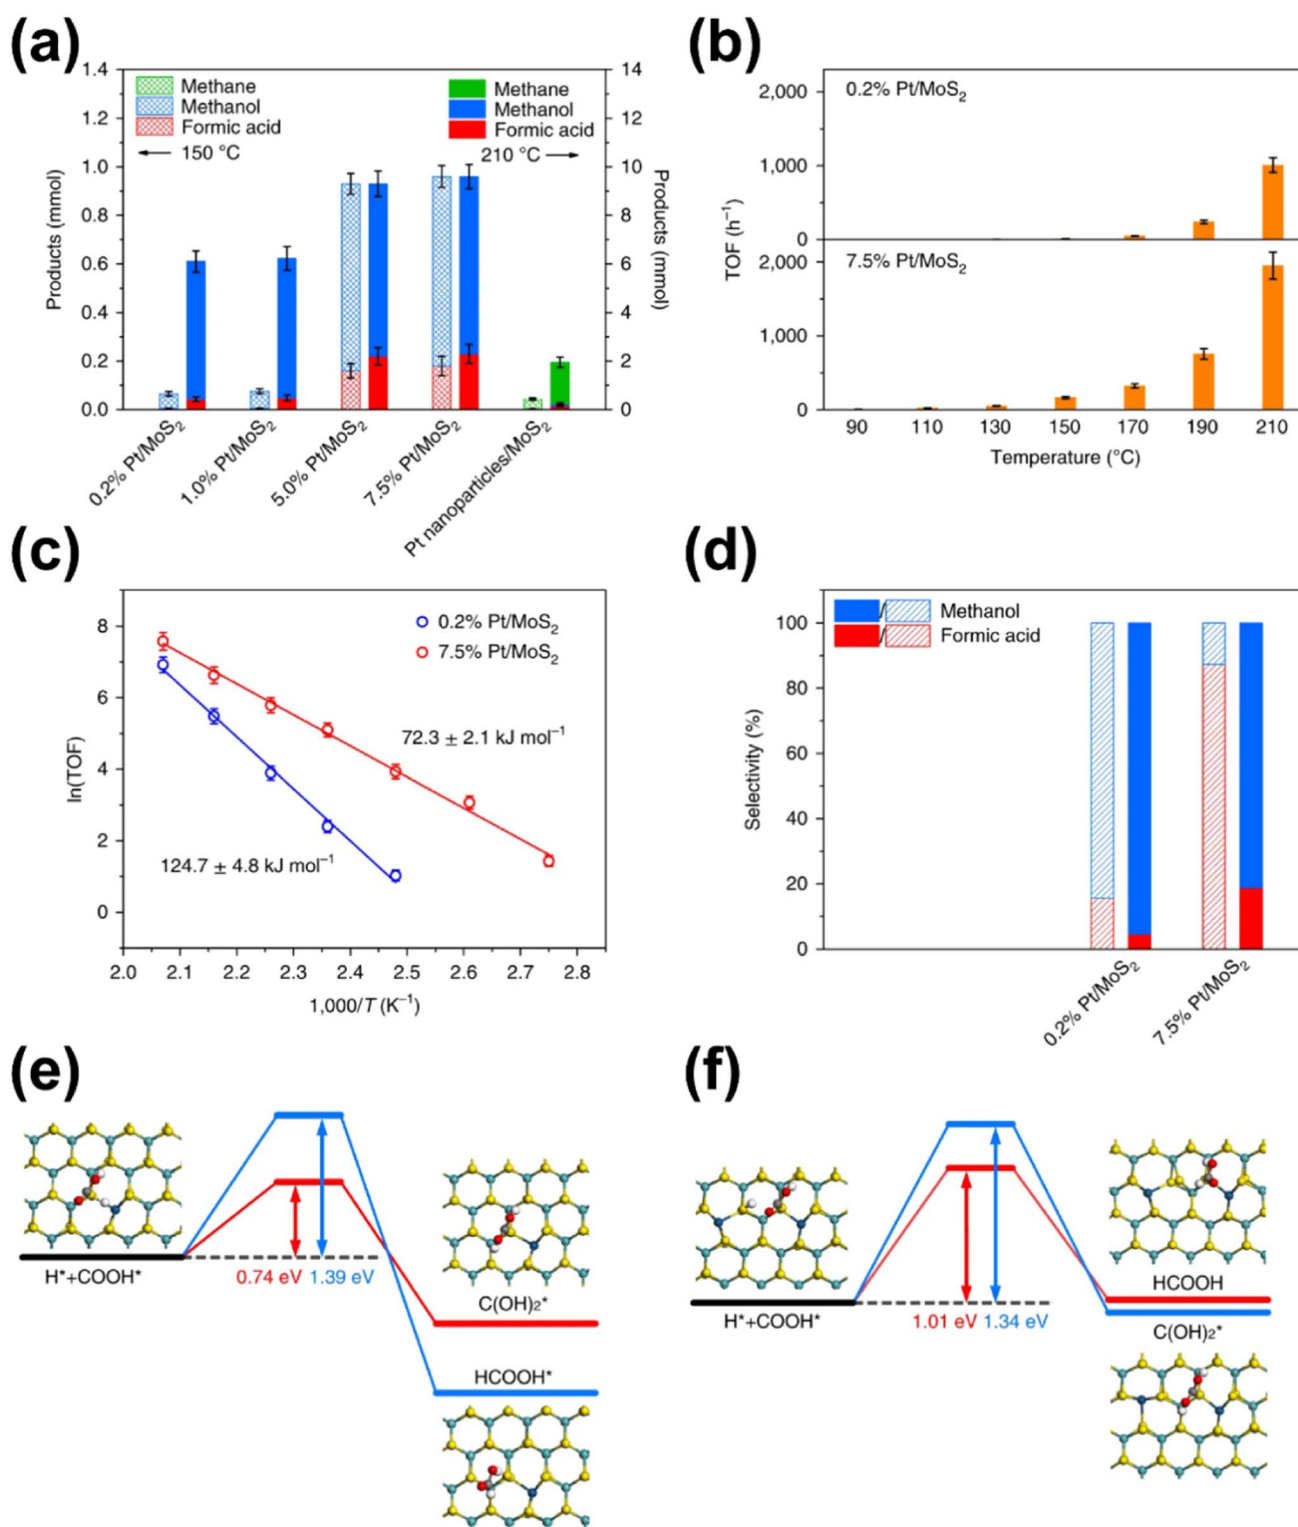 (a)
1.4
1.2
1.0
0.8
0.6
0.4
0.2
0.0
Products (mmol)
Methane
Methanol
Formic acid
150 °C
Methane
Methanol
Formic acid
210 °C
14
12
10
8
6
4
2
0
Products (mmol)
0.2% Pt/MoS₂
1.0% Pt/MoS₂
5.0% Pt/MoS₂
7.5% Pt/MoS₂
Pt nanoparticles/MoS₂
(b)
0.2% Pt/MoS₂
2,000
1,000
0
7.5% Pt/MoS₂
2,000
1,000
0
TOF (h⁻¹)
90 110 130 150 170 190 210
Temperature (°C)
(c)
8
6
4
2
0
ln(TOF)
0.2% Pt/MoS₂
7.5% Pt/MoS₂
72.3 ± 2.1 kJ mol⁻¹
124.7 ± 4.8 kJ mol⁻¹
2.0 2.1 2.2 2.3 2.4 2.5 2.6 2.7 2.8
1,000/T (K⁻¹)
(d)
/ Methanol
/ Formic acid
100
80
60
40
20
0
Selectivity (%)
0.2% Pt/MoS₂
7.5% Pt/MoS₂
(e)
H*+COOH*
0.74 eV 1.39 eV
C(OH)₂*
HCOOH*
(f)
H*+COOH*
1.01 eV 1.34 eV
HCOOH
C(OH)₂*